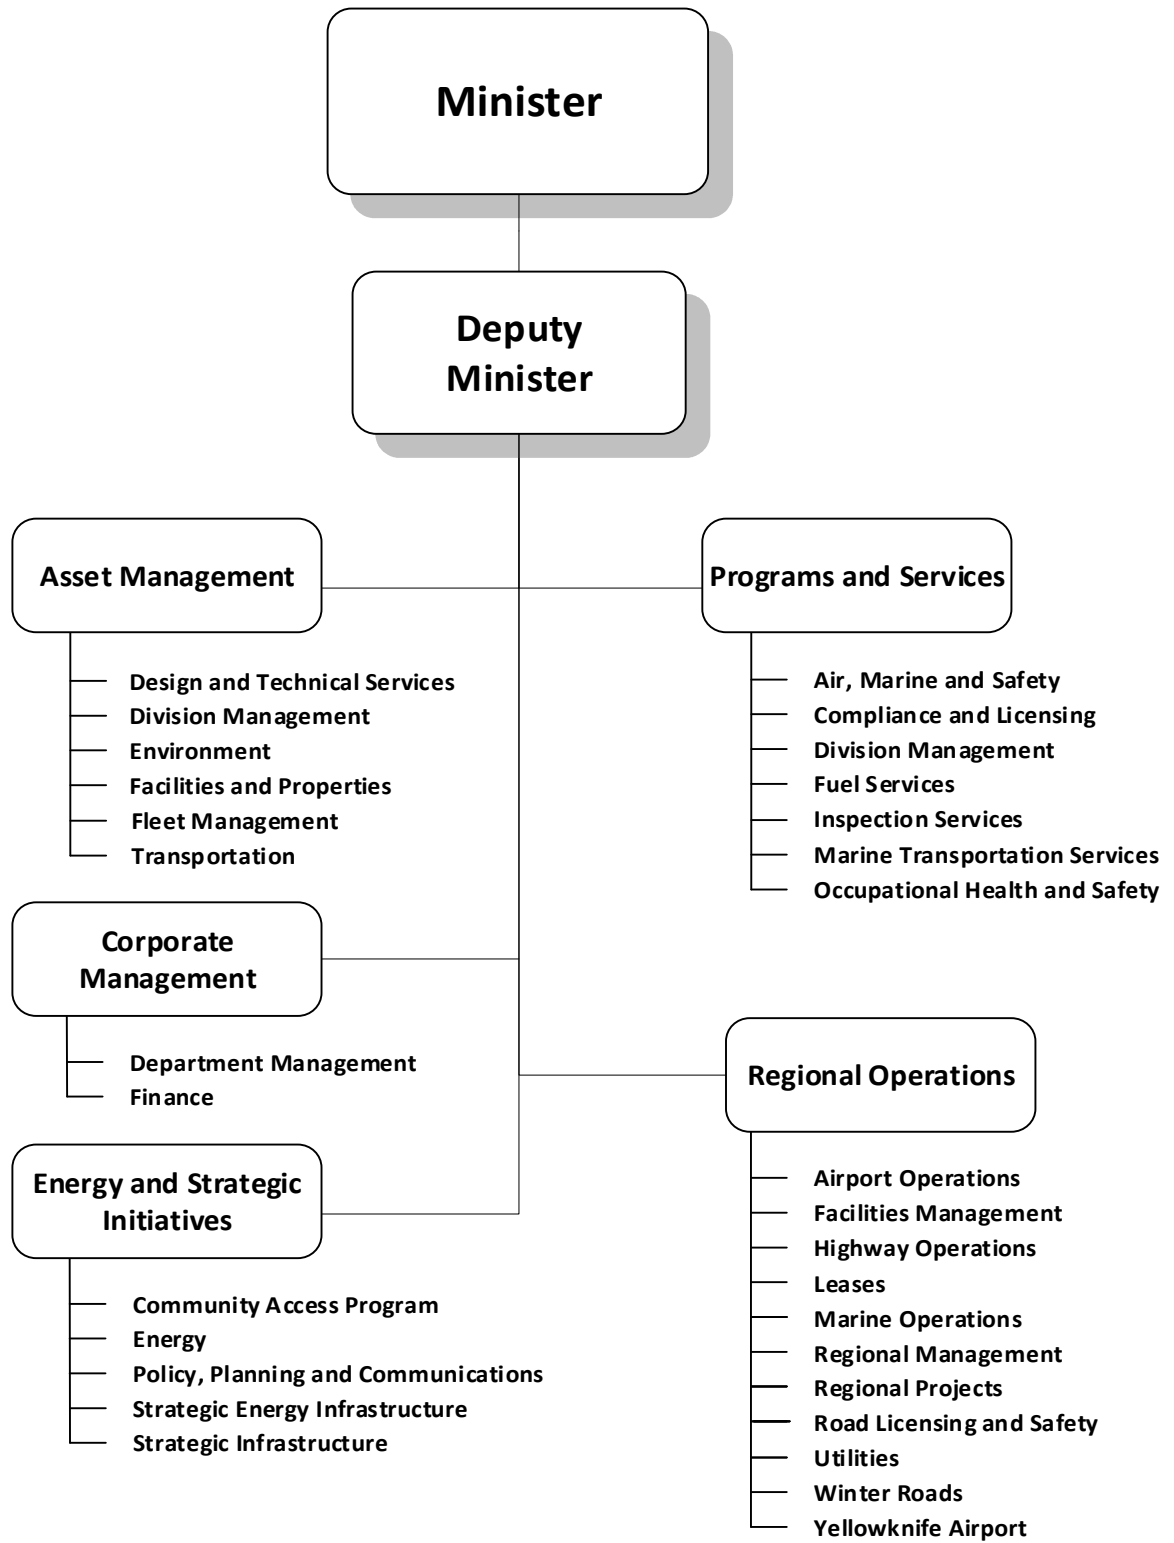 Minister
Deputy
Minister
Asset Management
Design and Technical Services
Division Management
Environment
Facilities and Properties
Fleet Management
Transportation
Programs and Services
Air, Marine and Safety
Compliance and Licensing
Division Management
Fuel Services
Inspection Services
Marine Transportation Services
Occupational Health and Safety
Corporate
Management
Department Management
Finance
Energy and Strategic
Initiatives
Community Access Program
Energy
Policy, Planning and Communications
Strategic Energy Infrastructure
Strategic Infrastructure
Regional Operations
Airport Operations
Facilities Management
Highway Operations
Leases
Marine Operations
Regional Management
Regional Projects
Road Licensing and Safety
Utilities
Winter Roads
Yellowknife Airport